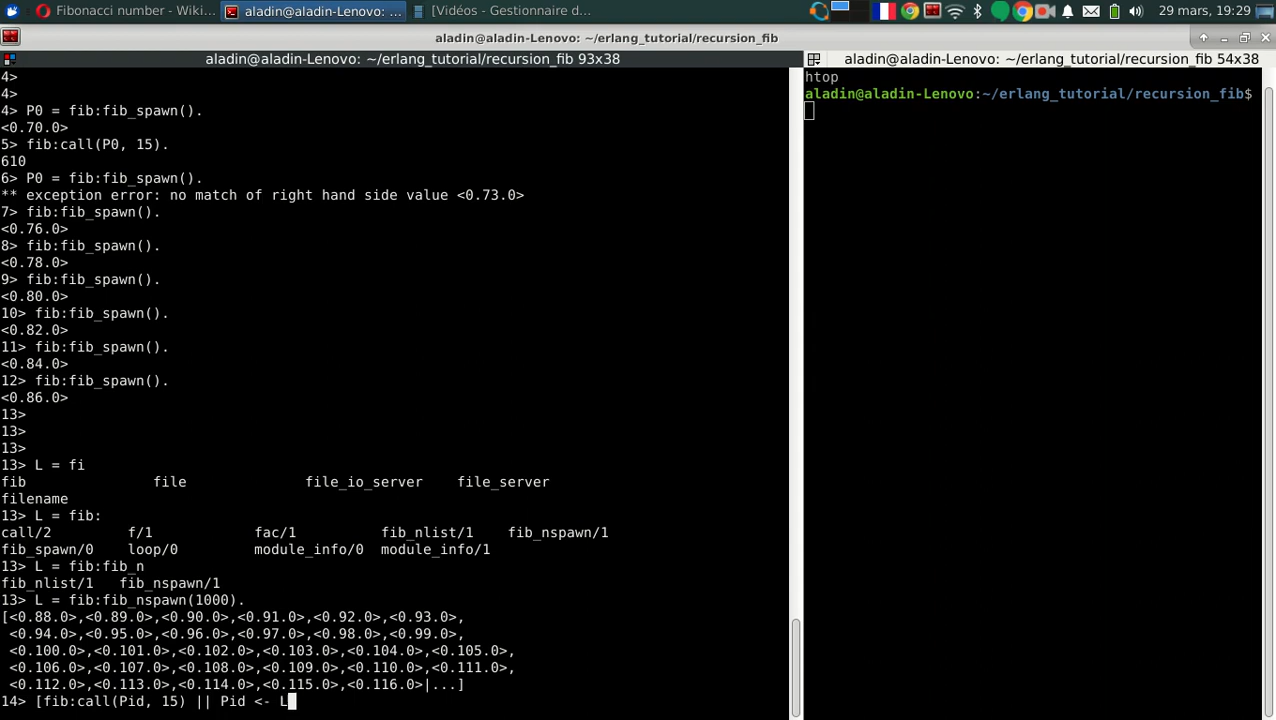 Fibonacci number - Wiki...
aladin@aladin-Lenovo: ...
[Vidéos - Gestionnaire d...
29 mars, 19:29
aladin@aladin-Lenovo: ~/erlang_tutorial/recursion_fib
aladin@aladin-Lenovo: ~/erlang_tutorial/recursion_fib 93x38
4>
4>
4> P0 = fib:fib_spawn().
<0.70.0>
5> fib:call(P0, 15).
610
6> P0 = fib:fib_spawn().
** exception error: no match of right hand side value <0.73.0>
7> fib:fib_spawn().
<0.76.0>
8> fib:fib_spawn().
<0.78.0>
9> fib:fib_spawn().
<0.80.0>
10> fib:fib_spawn().
<0.82.0>
11> fib:fib_spawn().
<0.84.0>
12> fib:fib_spawn().
<0.86.0>
13>
13>
13>
13> L = fi
fib file file_io_server file_server
filename
13> L = fib:
call/2 f/1 fac/1 fib_nlist/1 fib_nspawn/1
fib_spawn/0 loop/0 module_info/0 module_info/1
13> L = fib:fib_n
fib_nlist/1 fib_nspawn/1
13> L = fib:fib_nspawn(1000).
[<0.88.0>,<0.89.0>,<0.90.0>,<0.91.0>,<0.92.0>,<0.93.0>,
<0.94.0>,<0.95.0>,<0.96.0>,<0.97.0>,<0.98.0>,<0.99.0>,
<0.100.0>,<0.101.0>,<0.102.0>,<0.103.0>,<0.104.0>,<0.105.0>,
<0.106.0>,<0.107.0>,<0.108.0>,<0.109.0>,<0.110.0>,<0.111.0>,
<0.112.0>,<0.113.0>,<0.114.0>,<0.115.0>,<0.116.0>|...]
14> [fib:call(Pid, 15) || Pid <- L
aladin@aladin-Lenovo: ~/erlang_tutorial/recursion_fib 54x38
htop
aladin@aladin-Lenovo:~/erlang_tutorial/recursion_fib$